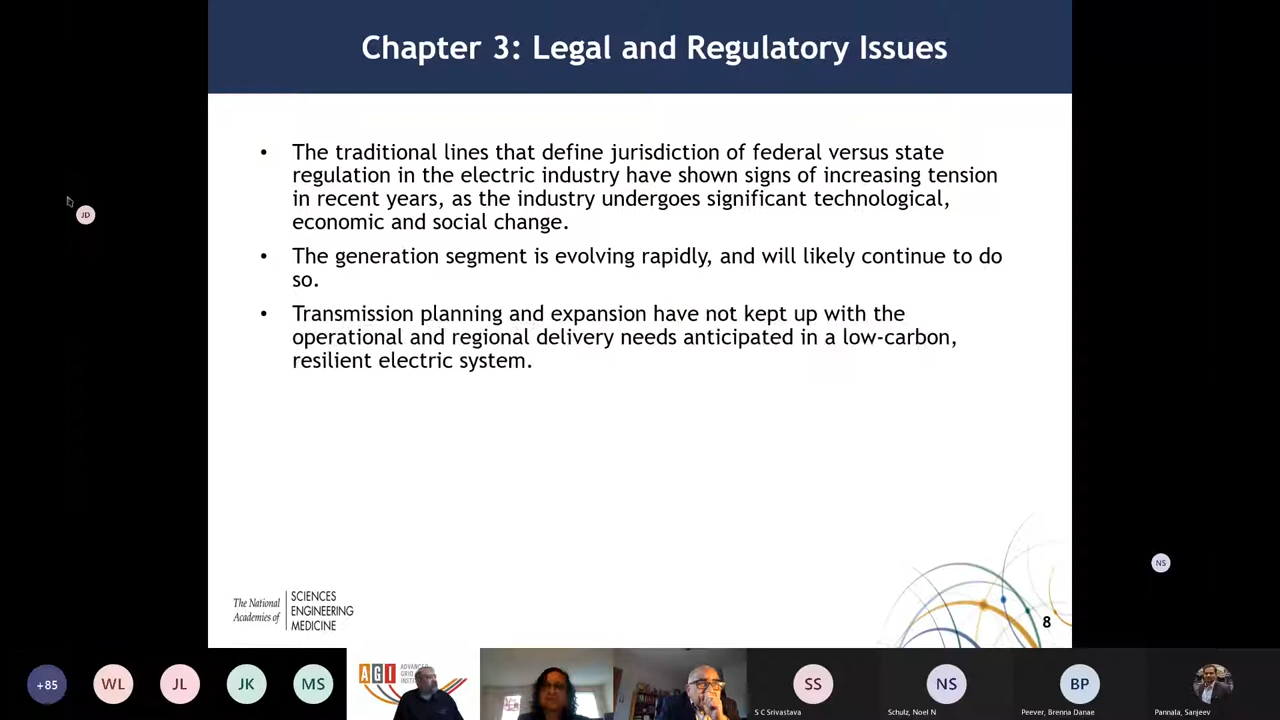 Chapter 3: Legal and Regulatory Issues
• The traditional lines that define jurisdiction of federal versus state
regulation in the electric industry have shown signs of increasing tension
in recent years, as the industry undergoes significant technological,
economic and social change.
• The generation segment is evolving rapidly, and will likely continue to do
so.
• Transmission planning and expansion have not kept up with the
operational and regional delivery needs anticipated in a low-carbon,
resilient electric system.
JD
NS
The National
Academies of
SCIENCES
ENGINEERING
MEDICINE
8
+85
WL
JL
JK
MS
AGI
ADVANCED
SS
NS
BP
S C Srivastava
Schulz, Noel N
Peever, Brenna Danae
Pannala, Sanjeev